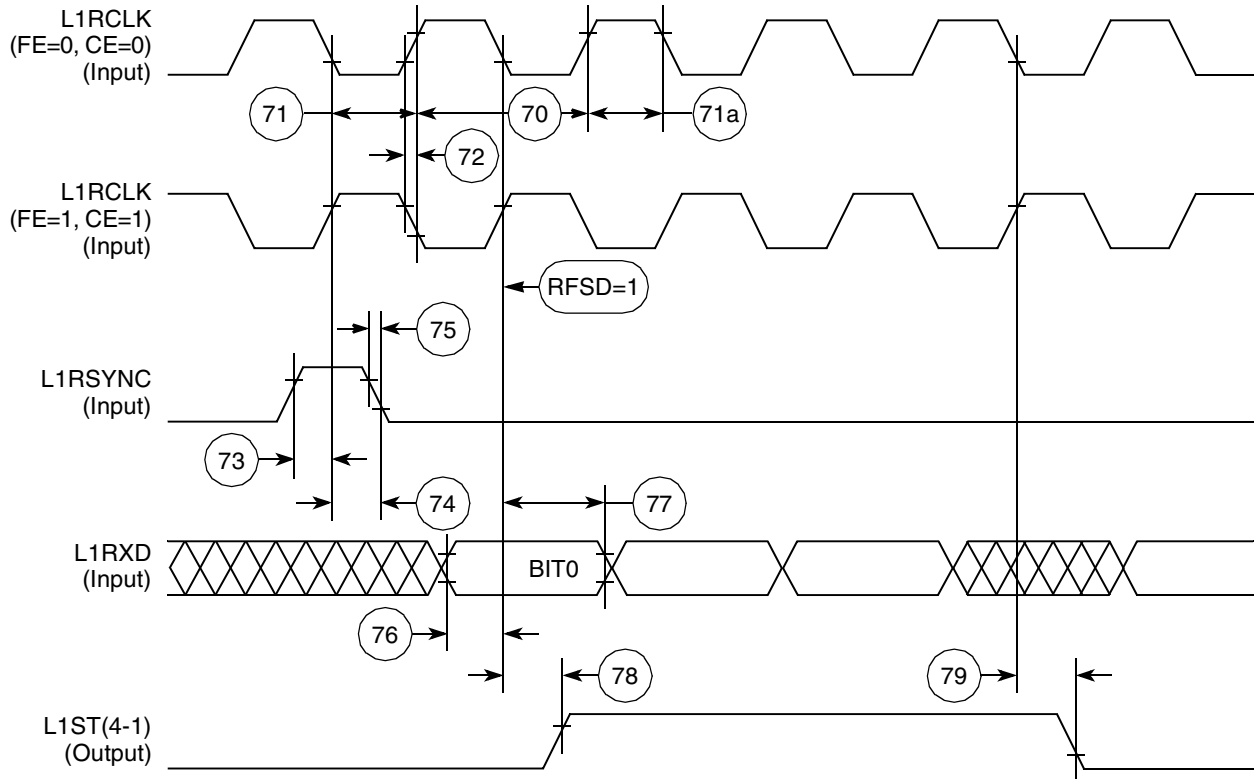 L1RCLK
(FE=0, CE=0)
(Input)
71
70
71a
72
L1RCLK
(FE=1, CE=1)
(Input)
RFSD=1
75
L1RSYNC
(Input)
73
74
77
L1RXD
(Input)
BIT0
76
78
79
L1ST(4-1)
(Output)